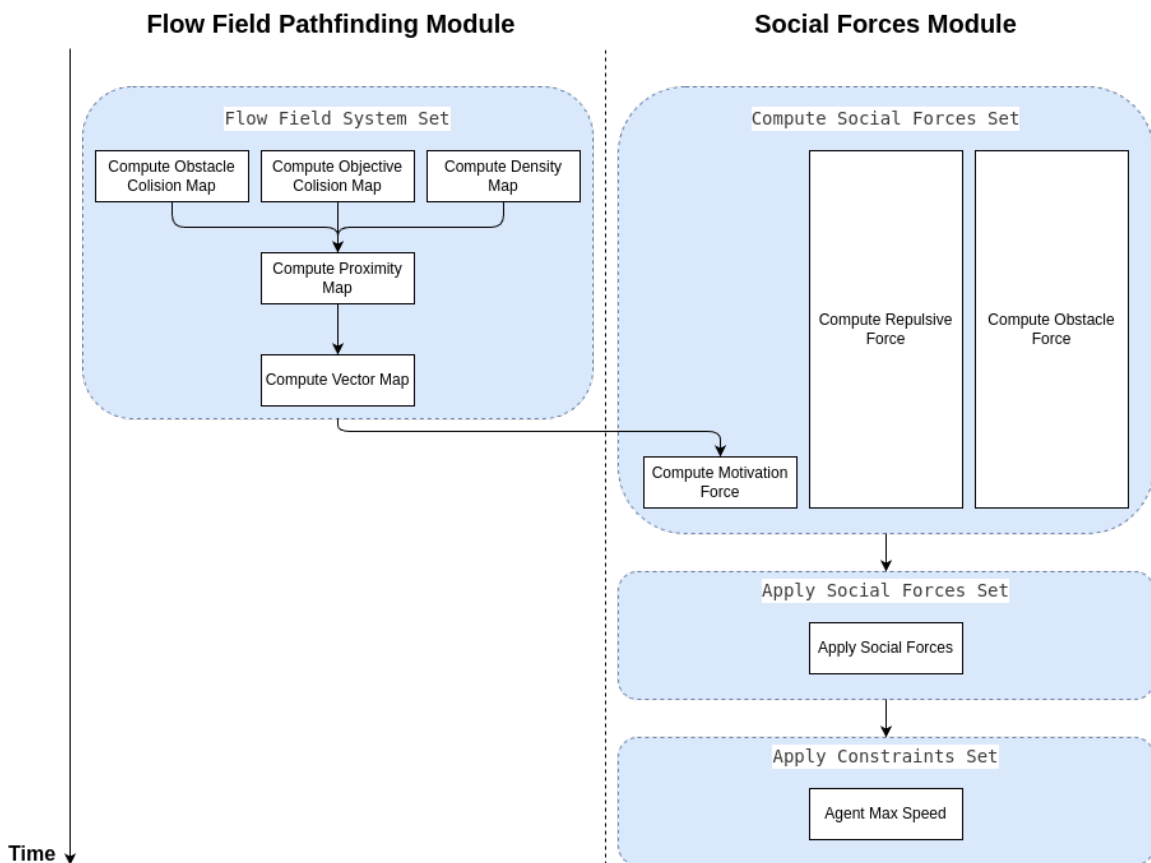 Flow Field Pathfinding Module
Social Forces Module
Flow Field System Set
Compute Obstacle
Colision Map
Compute Objective
Colision Map
Compute Density
Map
Compute Proximity
Map
Compute Vector Map
Compute Social Forces Set
Compute Repulsive
Force
Compute Obstacle
Force
Compute Motivation
Force
Apply Social Forces Set
Apply Social Forces
Apply Constraints Set
Agent Max Speed
Time